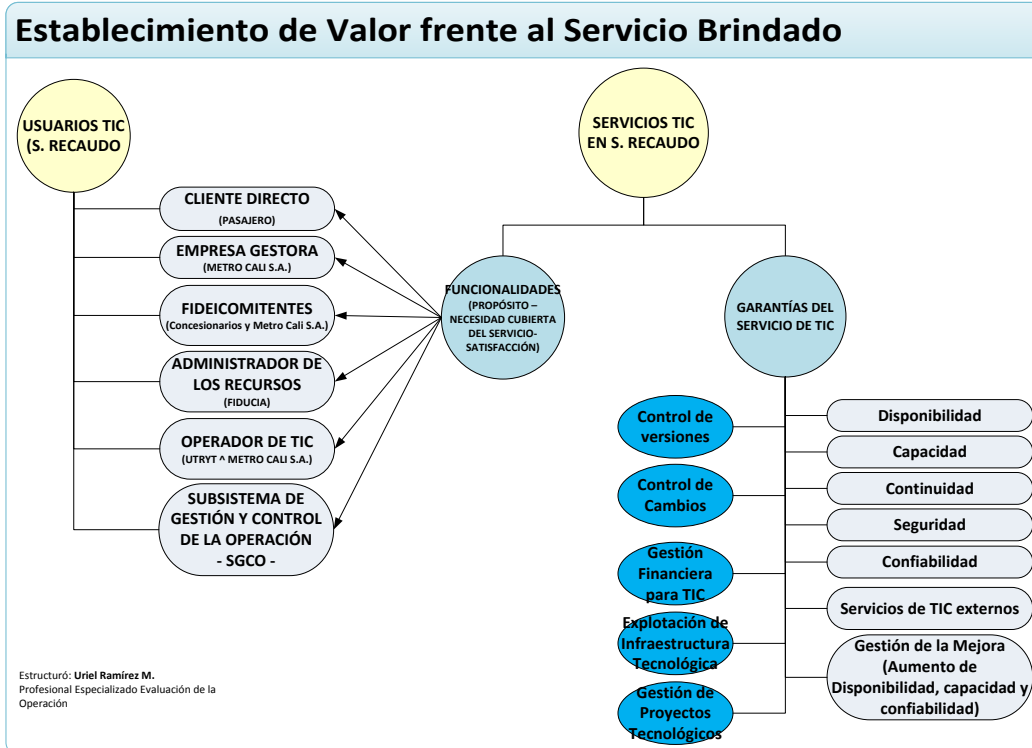 Establecimiento de Valor frente al Servicio Brindado
USUARIOS TIC
(S. RECAUDO
SERVICIOS TIC
EN S. RECAUDO
CLIENTE DIRECTO
(PASAJERO)
EMPRESA GESTORA
(METRO CALI S.A.)
FIDEICOMITENTES
(Concesionarios y Metro Cali S.A.)
ADMINISTRADOR DE
LOS RECURSOS
(FIDUCIA)
OPERADOR DE TIC
(UTRYT ^ METRO CALI S.A.)
SUBSISTEMA DE
GESTIÓN Y CONTROL
DE LA OPERACIÓN
- SGCO -
FUNCIONALIDADES
(PROPÓSITO –
NECESIDAD CUBIERTA
DEL SERVICIO-
SATISFACCIÓN)
GARANTÍAS DEL
SERVICIO DE TIC
Control de
versiones
Control de
Cambios
Gestión
Financiera
para TIC
Explotación de
Infraestructura
Tecnológica
Gestión de
Proyectos
Tecnológicos
Disponibilidad
Capacidad
Continuidad
Seguridad
Confiabilidad
Servicios de TIC externos
Gestión de la Mejora
(Aumento de
Disponibilidad, capacidad y
confiabilidad)
Estructuró: Uriel Ramírez M.
Profesional Especializado Evaluación de la
Operación